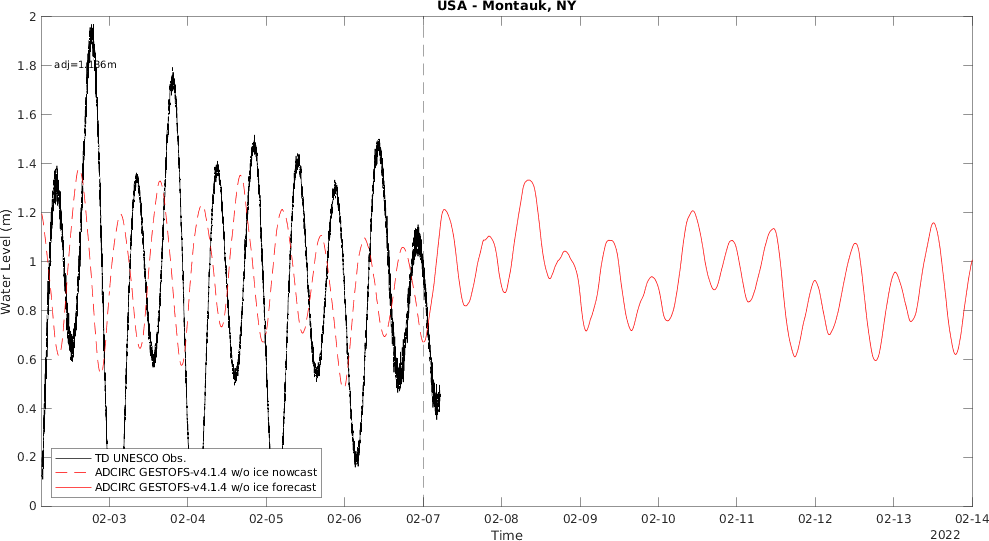 USA - Montauk, NY
2
1.8
1.6
1.4
1.2
1
0.8
0.6
0.4
0.2
0
Water Level (m)
TD UNESCO Obs.
ADCIRC GESTOFS-v4.1.4 w/o ice nowcast
ADCIRC GESTOFS-v4.1.4 w/o ice forecast
02-03 02-04 02-05 02-06 02-07 02-08 02-09 02-10 02-11 02-12 02-13 02-14
Time
2022